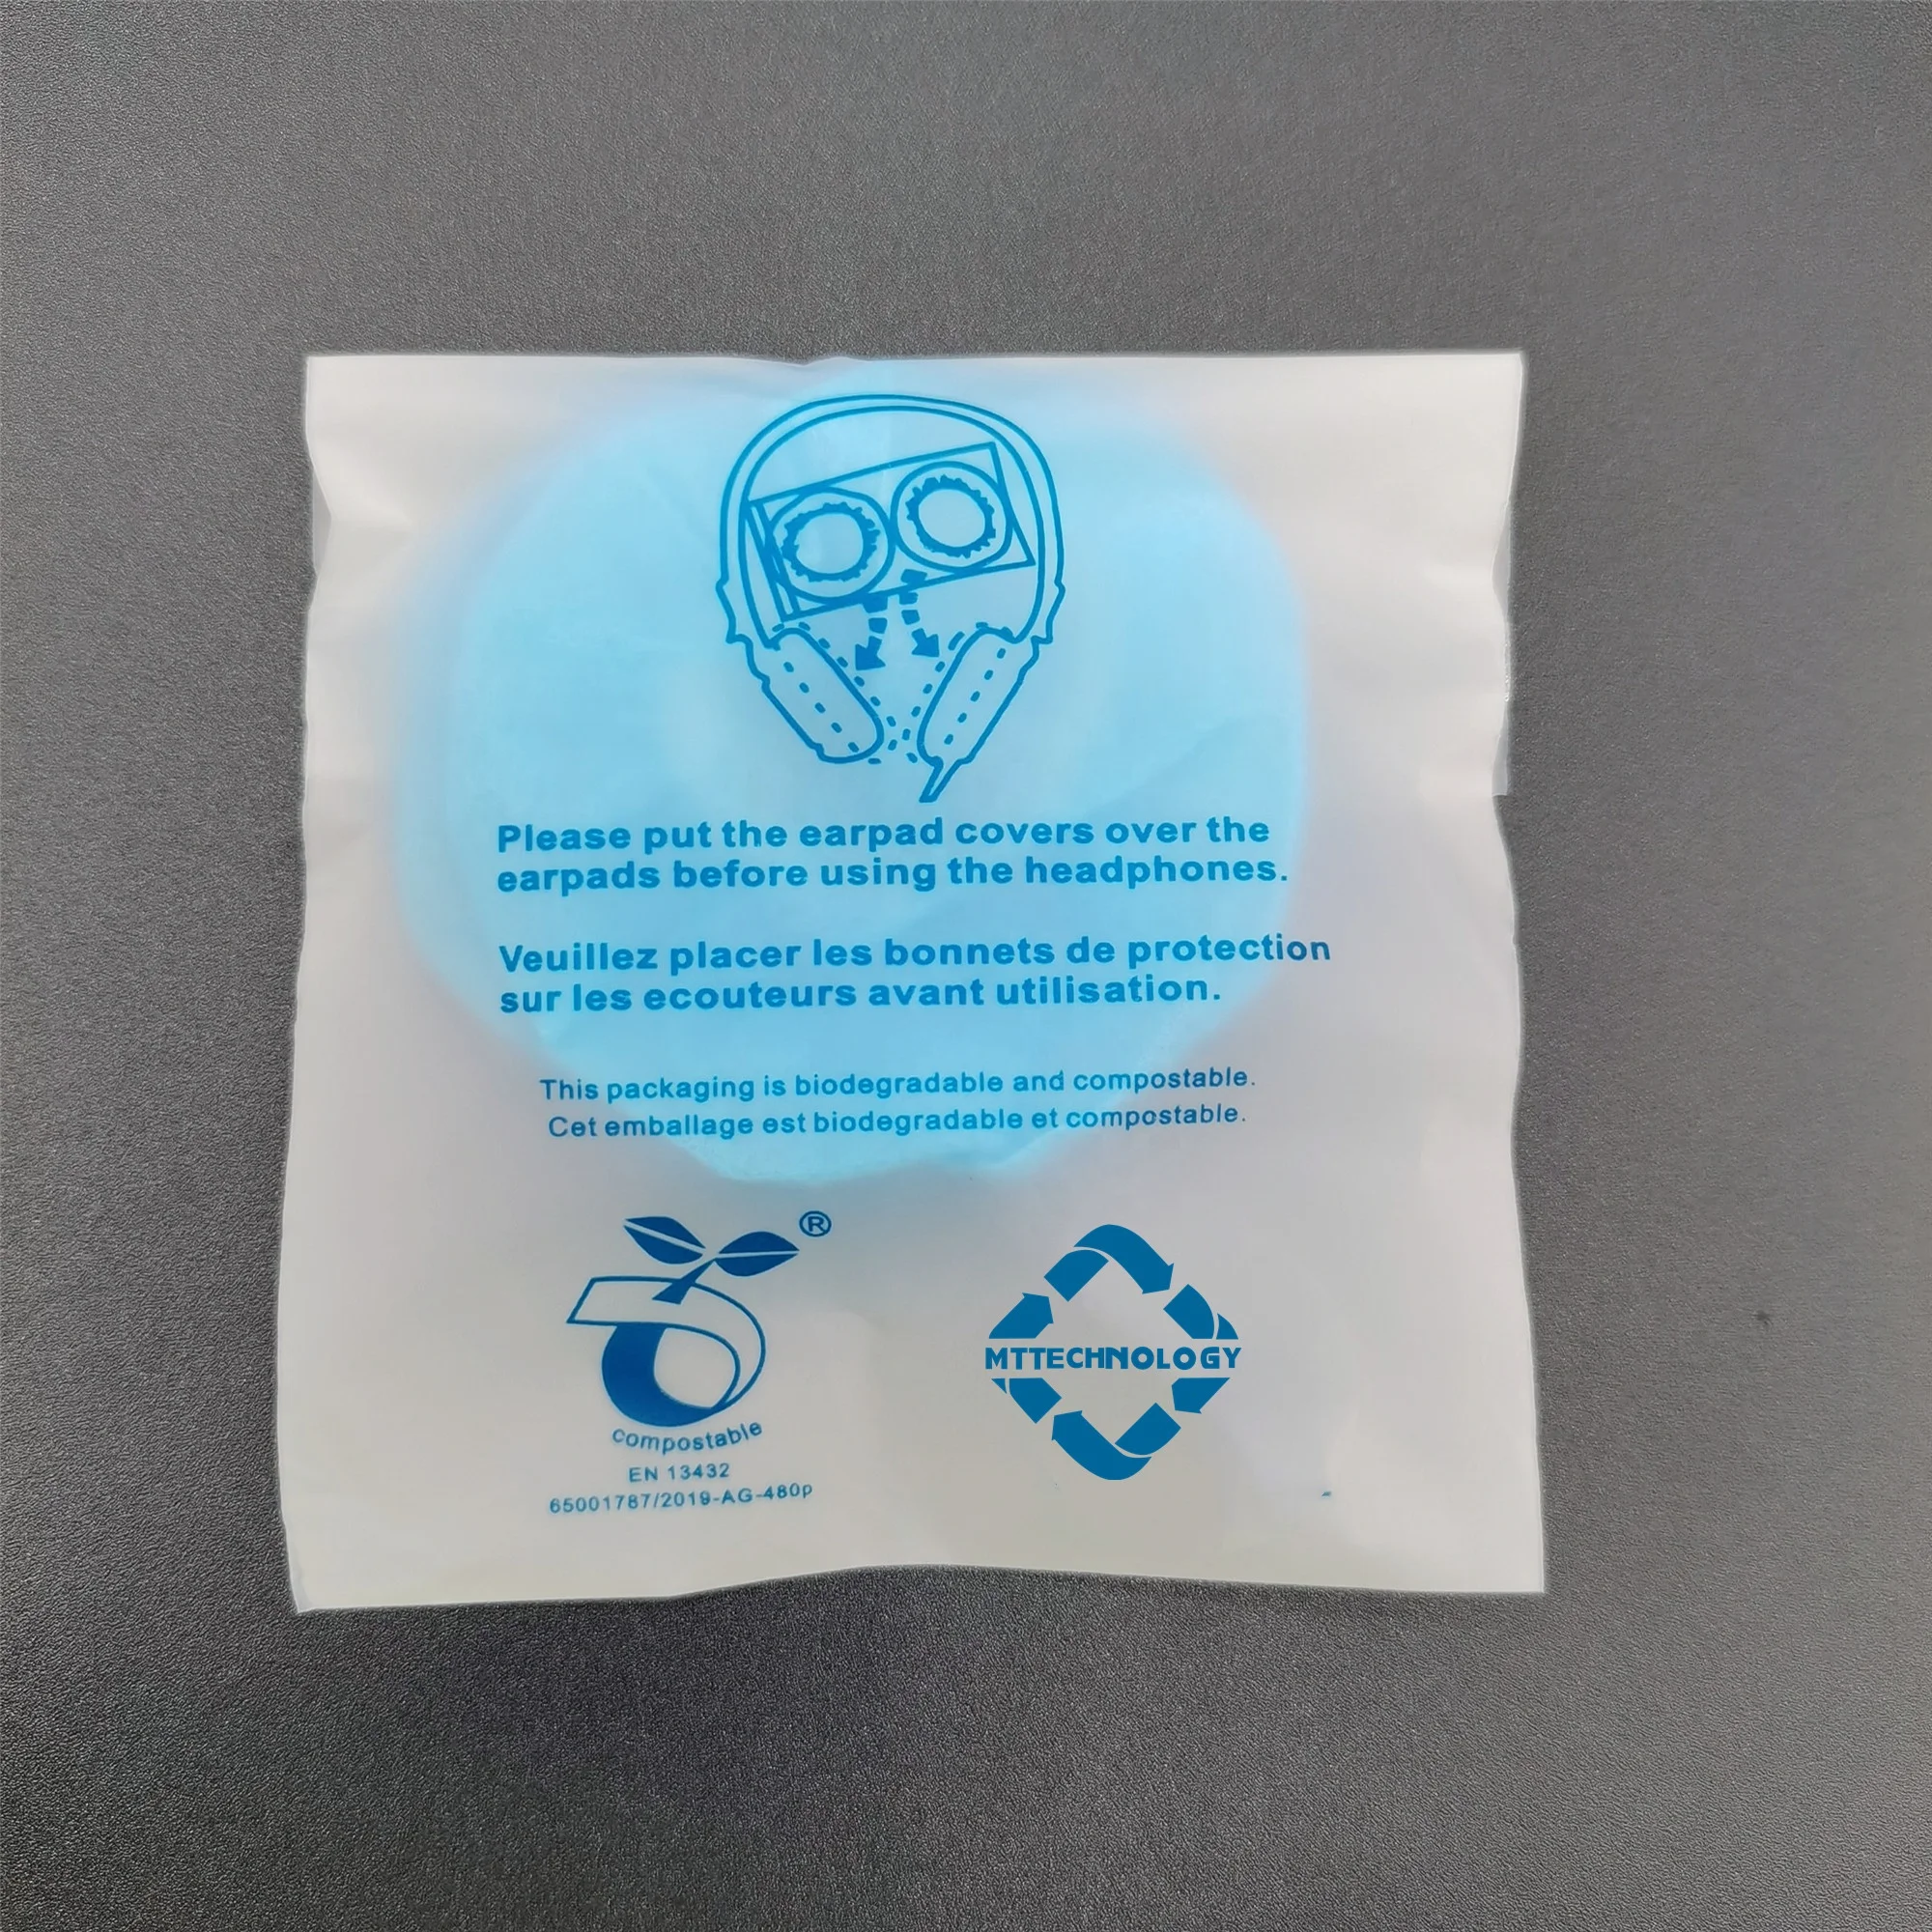 Please put the earpad covers over the
earpads before using the headphones.
Veuillez placer les bonnets de protection
sur les ecouteurs avant utilisation.
This packaging is biodegradable and compostable.
Cet emballage est biodegradable et compostable.
®
compostable
EN 13432
65001787/2019-AG-480p
MTTECHNOLOGY